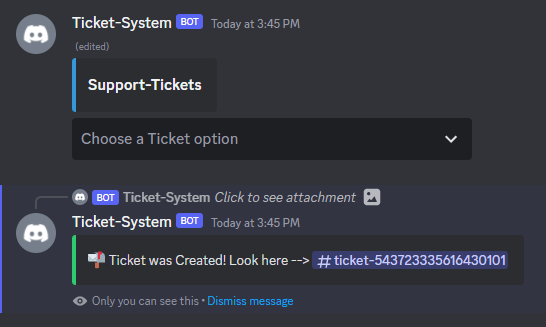 Ticket-System BOT Today at 3:45 PM
(edited)
Support-Tickets
Choose a Ticket option
BOT Ticket-System Click to see attachment
Ticket-System BOT Today at 3:45 PM
📬 Ticket was Created! Look here --> #ticket-543723335616430101
Only you can see this • Dismiss message